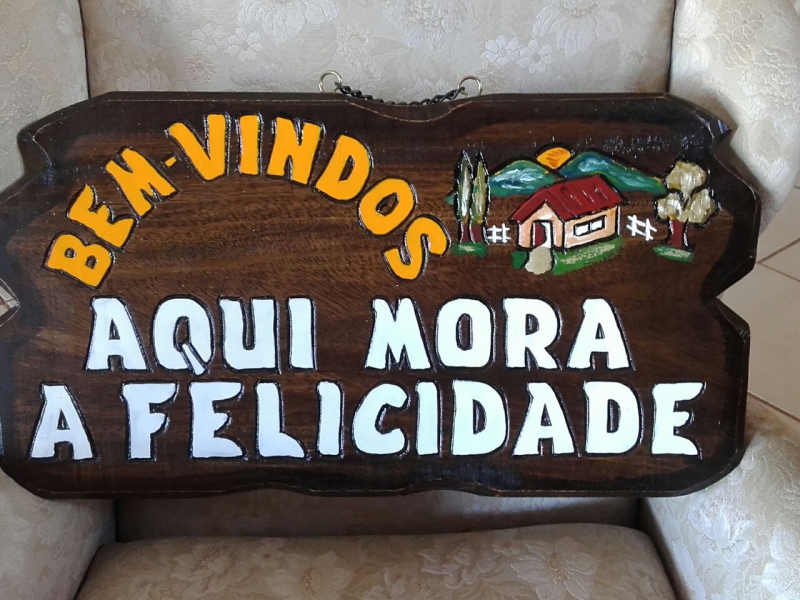 BEM-VINDOS
AQUI MORA
A FELICIDADE